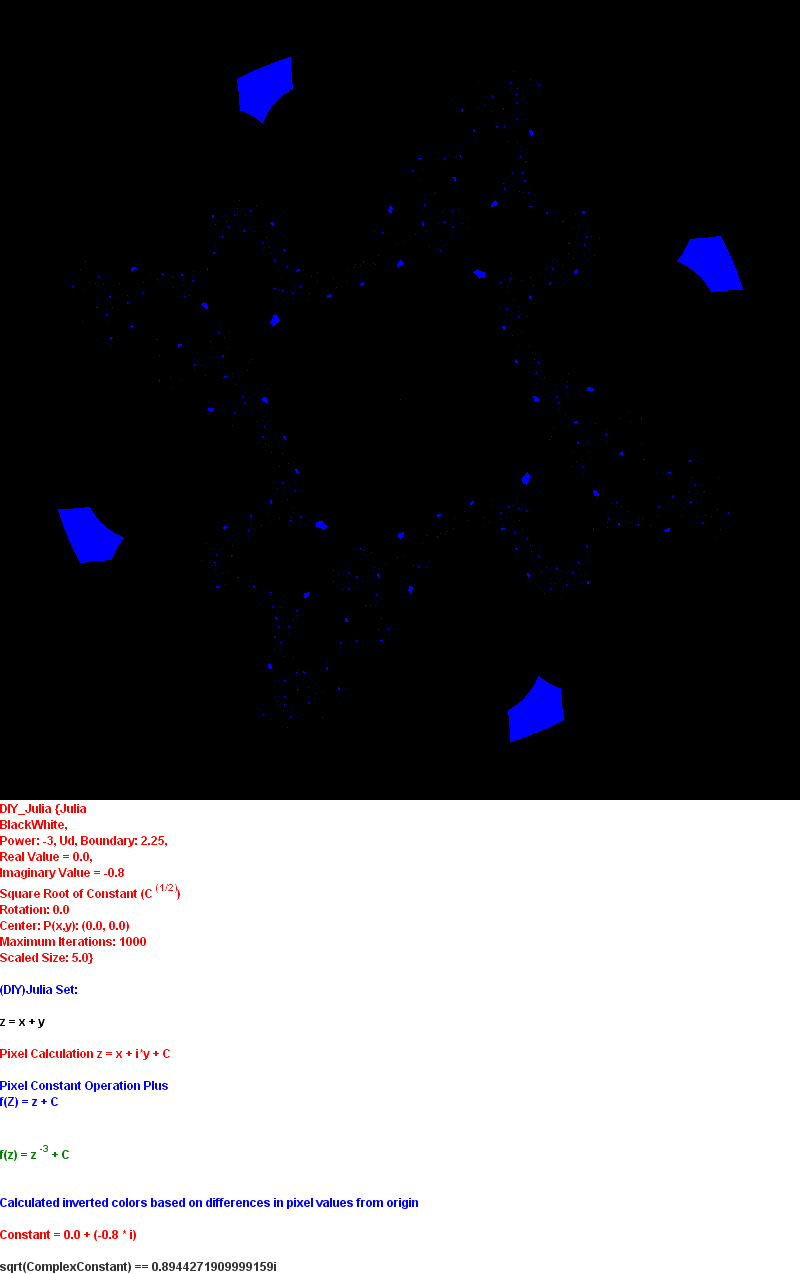 DIY_Julia {Julia
BlackWhite,
Power: -3, Ud, Boundary: 2.25,
Real Value = 0.0,
Imaginary Value = -0.8
Square Root of Constant (C (1/2))
Rotation: 0.0
Center: P(x,y): (0.0, 0.0)
Maximum Iterations: 1000
Scaled Size: 5.0}
(DIY)Julia Set:
z = x + y
Pixel Calculation z = x + i*y + C
Pixel Constant Operation Plus
f(Z) = z + C
f(z) = z -3 + C
Calculated inverted colors based on differences in pixel values from origin
Constant = 0.0 + (-0.8 * i)
sqrt(ComplexConstant) == 0.8944271909999159i